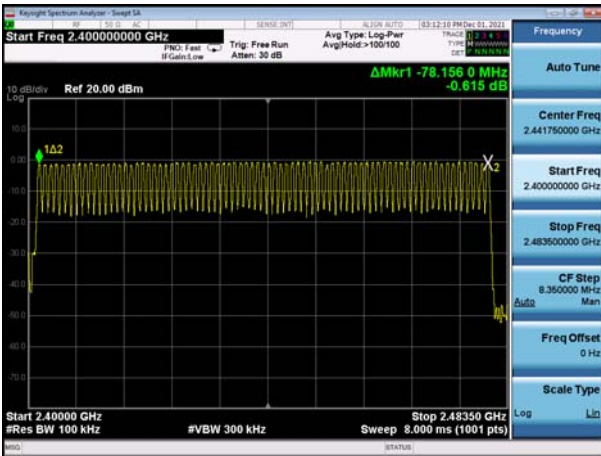 Keysight Spectrum Analyzer - Swept SA
RF 50 Ω AC SENSE:INT ALIGN AUTO 03:12:10 PM Dec 01, 2021
Start Freq 2.400000000 GHz
PNO: Fast
IFGain:Low
Trig: Free Run
Atten: 30 dB
Avg Type: Log-Pwr
Avg|Hold:>100/100
TRACE 1 2 3 4 5 6
TYPE M
DET P N N N N N
ΔMkr1 -78.156 0 MHz
-0.615 dB
10 dB/div Ref 20.00 dBm
Log
10.0
0.00
-10.0
-20.0
-30.0
-40.0
-50.0
-60.0
-70.0
1Δ2
X2
Start 2.40000 GHz
Stop 2.48350 GHz
#Res BW 100 kHz
#VBW 300 kHz
Sweep 8.000 ms (1001 pts)
MSG
STATUS
Frequency
Auto Tune
Center Freq
2.441750000 GHz
Start Freq
2.400000000 GHz
Stop Freq
2.483500000 GHz
CF Step
8.350000 MHz
Auto Man
Freq Offset
0 Hz
Scale Type
Log Lin